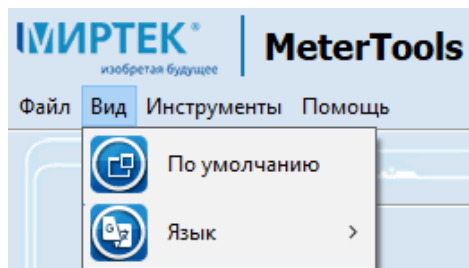 МИРТЕК®
изобретая будущее
MeterTools
Файл Вид Инструменты Помощь
По умолчанию
Язык >